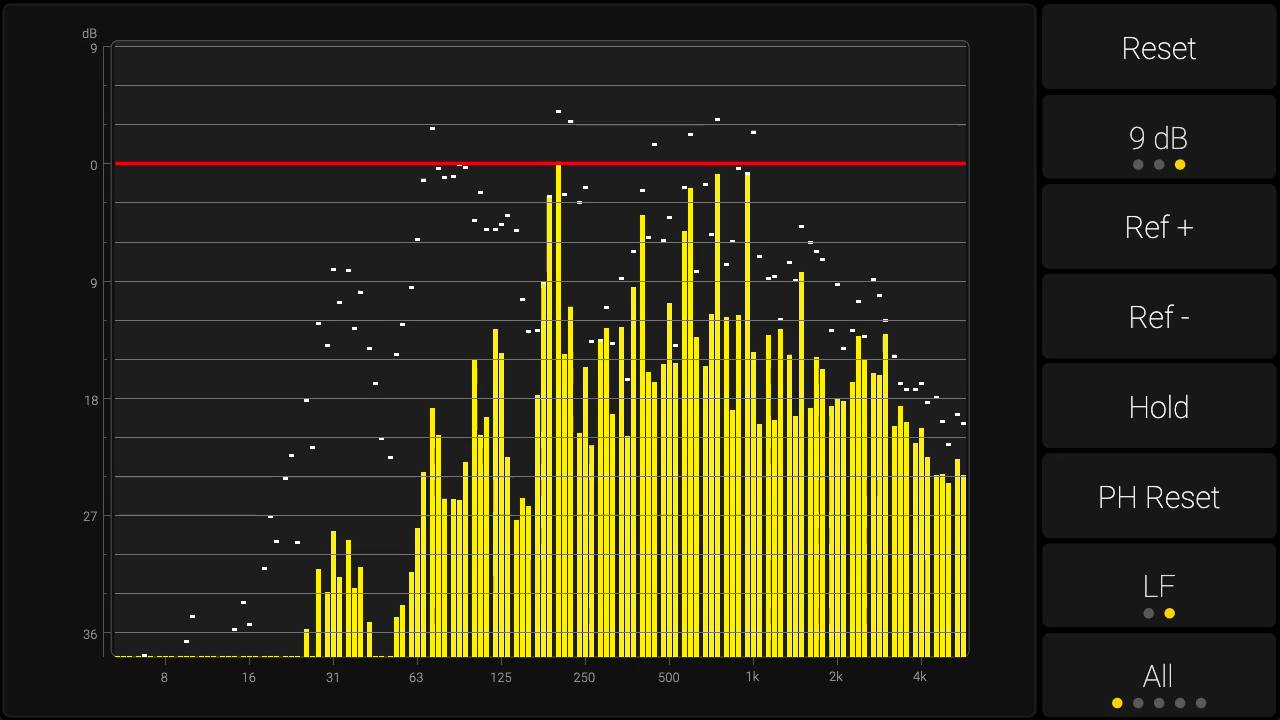 dB
9
0
9
18
27
36
8 16 31 63 125 250 500 1k 2k 4k
Reset
9 dB
Ref +
Ref -
Hold
PH Reset
LF
All